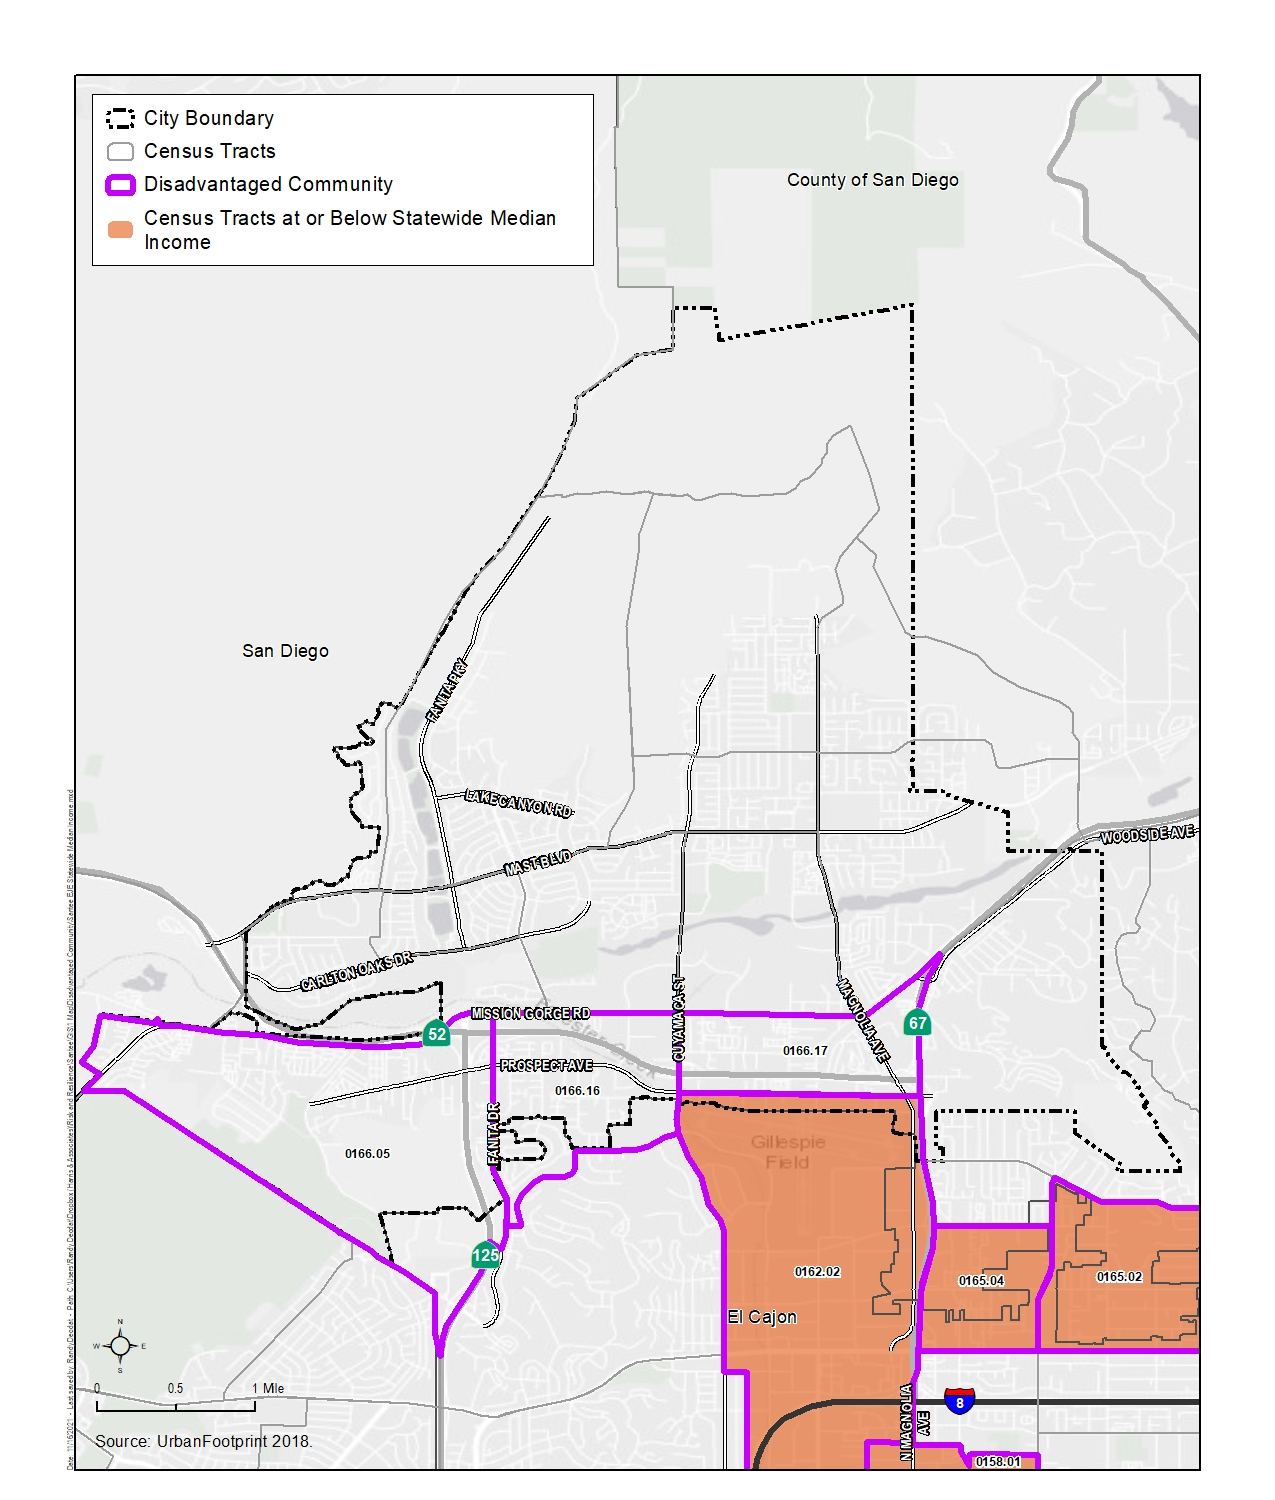 City Boundary
Census Tracts
Disadvantaged Community
Census Tracts at or Below Statewide Median
Income
County of San Diego
San Diego
FANITA PKY
LAKE CANYON RD
MAST BLVD
WOODSIDE AVE
CARLTON OAKS DR
MISSION GORGE RD
CUYAMACA ST
MAGNOLIA AVE
52
67
0166.17
PROSPECT AVE
0166.16
FANITA DR
Gillespie
Field
0166.05
125
0162.02
0165.04
0165.02
El Cajon
N
W E
S
0 0.5 1 Mile
8
N MAGNOLIA
AVE
Source: UrbanFootprint 2018.
0158.01